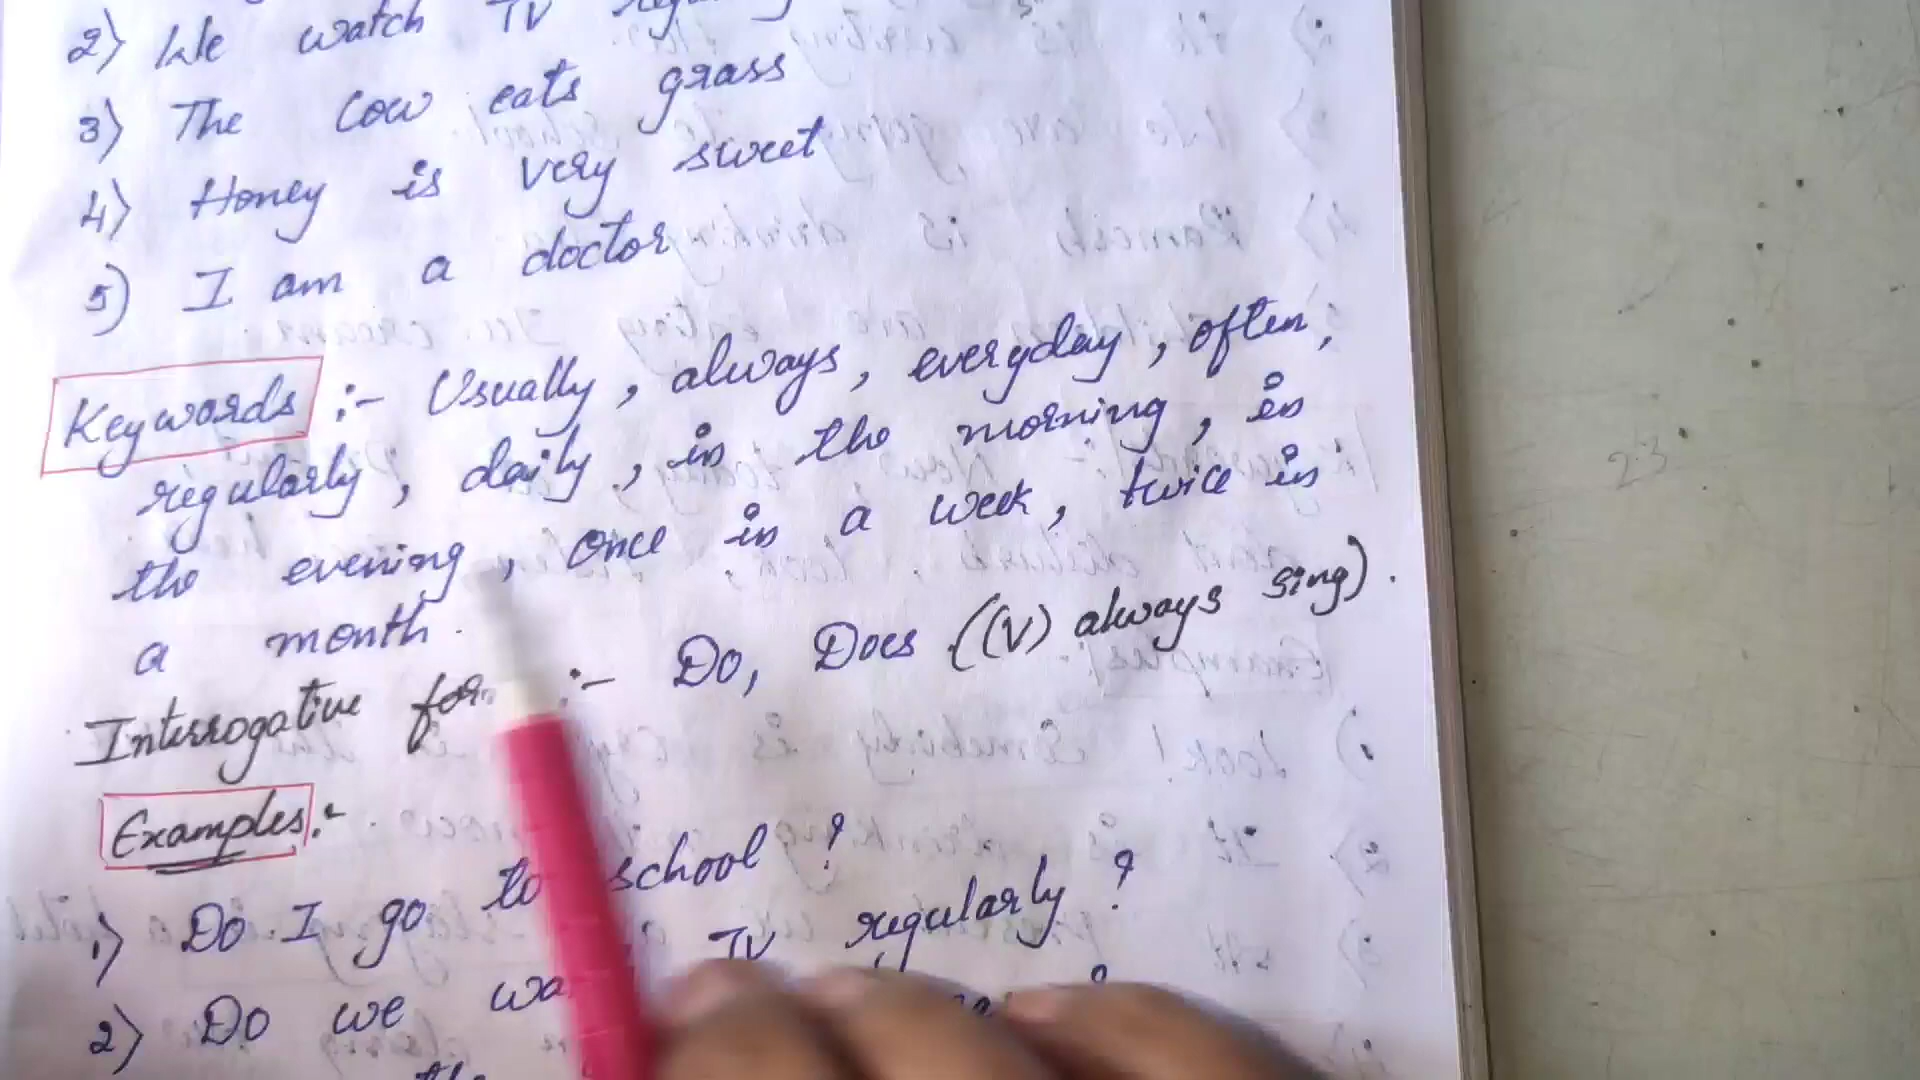 2) We watch TV
3) The Cow eats grass
4) Honey is very sweet
5) I am a doctor
Keywords :- Usually, always, everyday, often,
regularly, daily, in the morning, in
the evening, Once in a week, twice in
a month.
Interrogative :- Do, Does ((V) always sing).
Examples:-
1) Do I go to school?
2) Do we TV regularly?
the